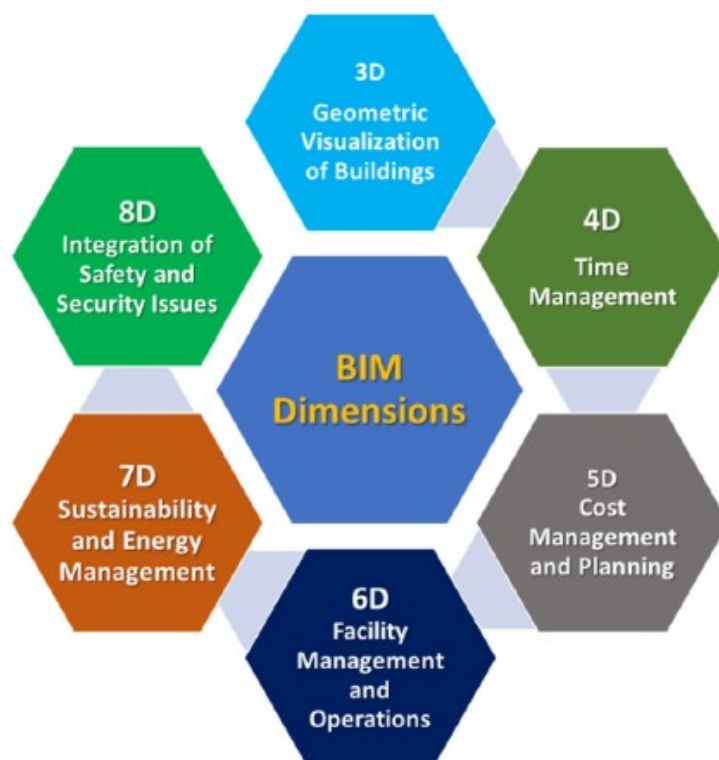 3D
Geometric
Visualization
of Buildings
4D
Time
Management
5D
Cost
Management
and Planning
6D
Facility
Management
and
Operations
7D
Sustainability
and Energy
Management
8D
Integration of
Safety and
Security Issues
BIM
Dimensions